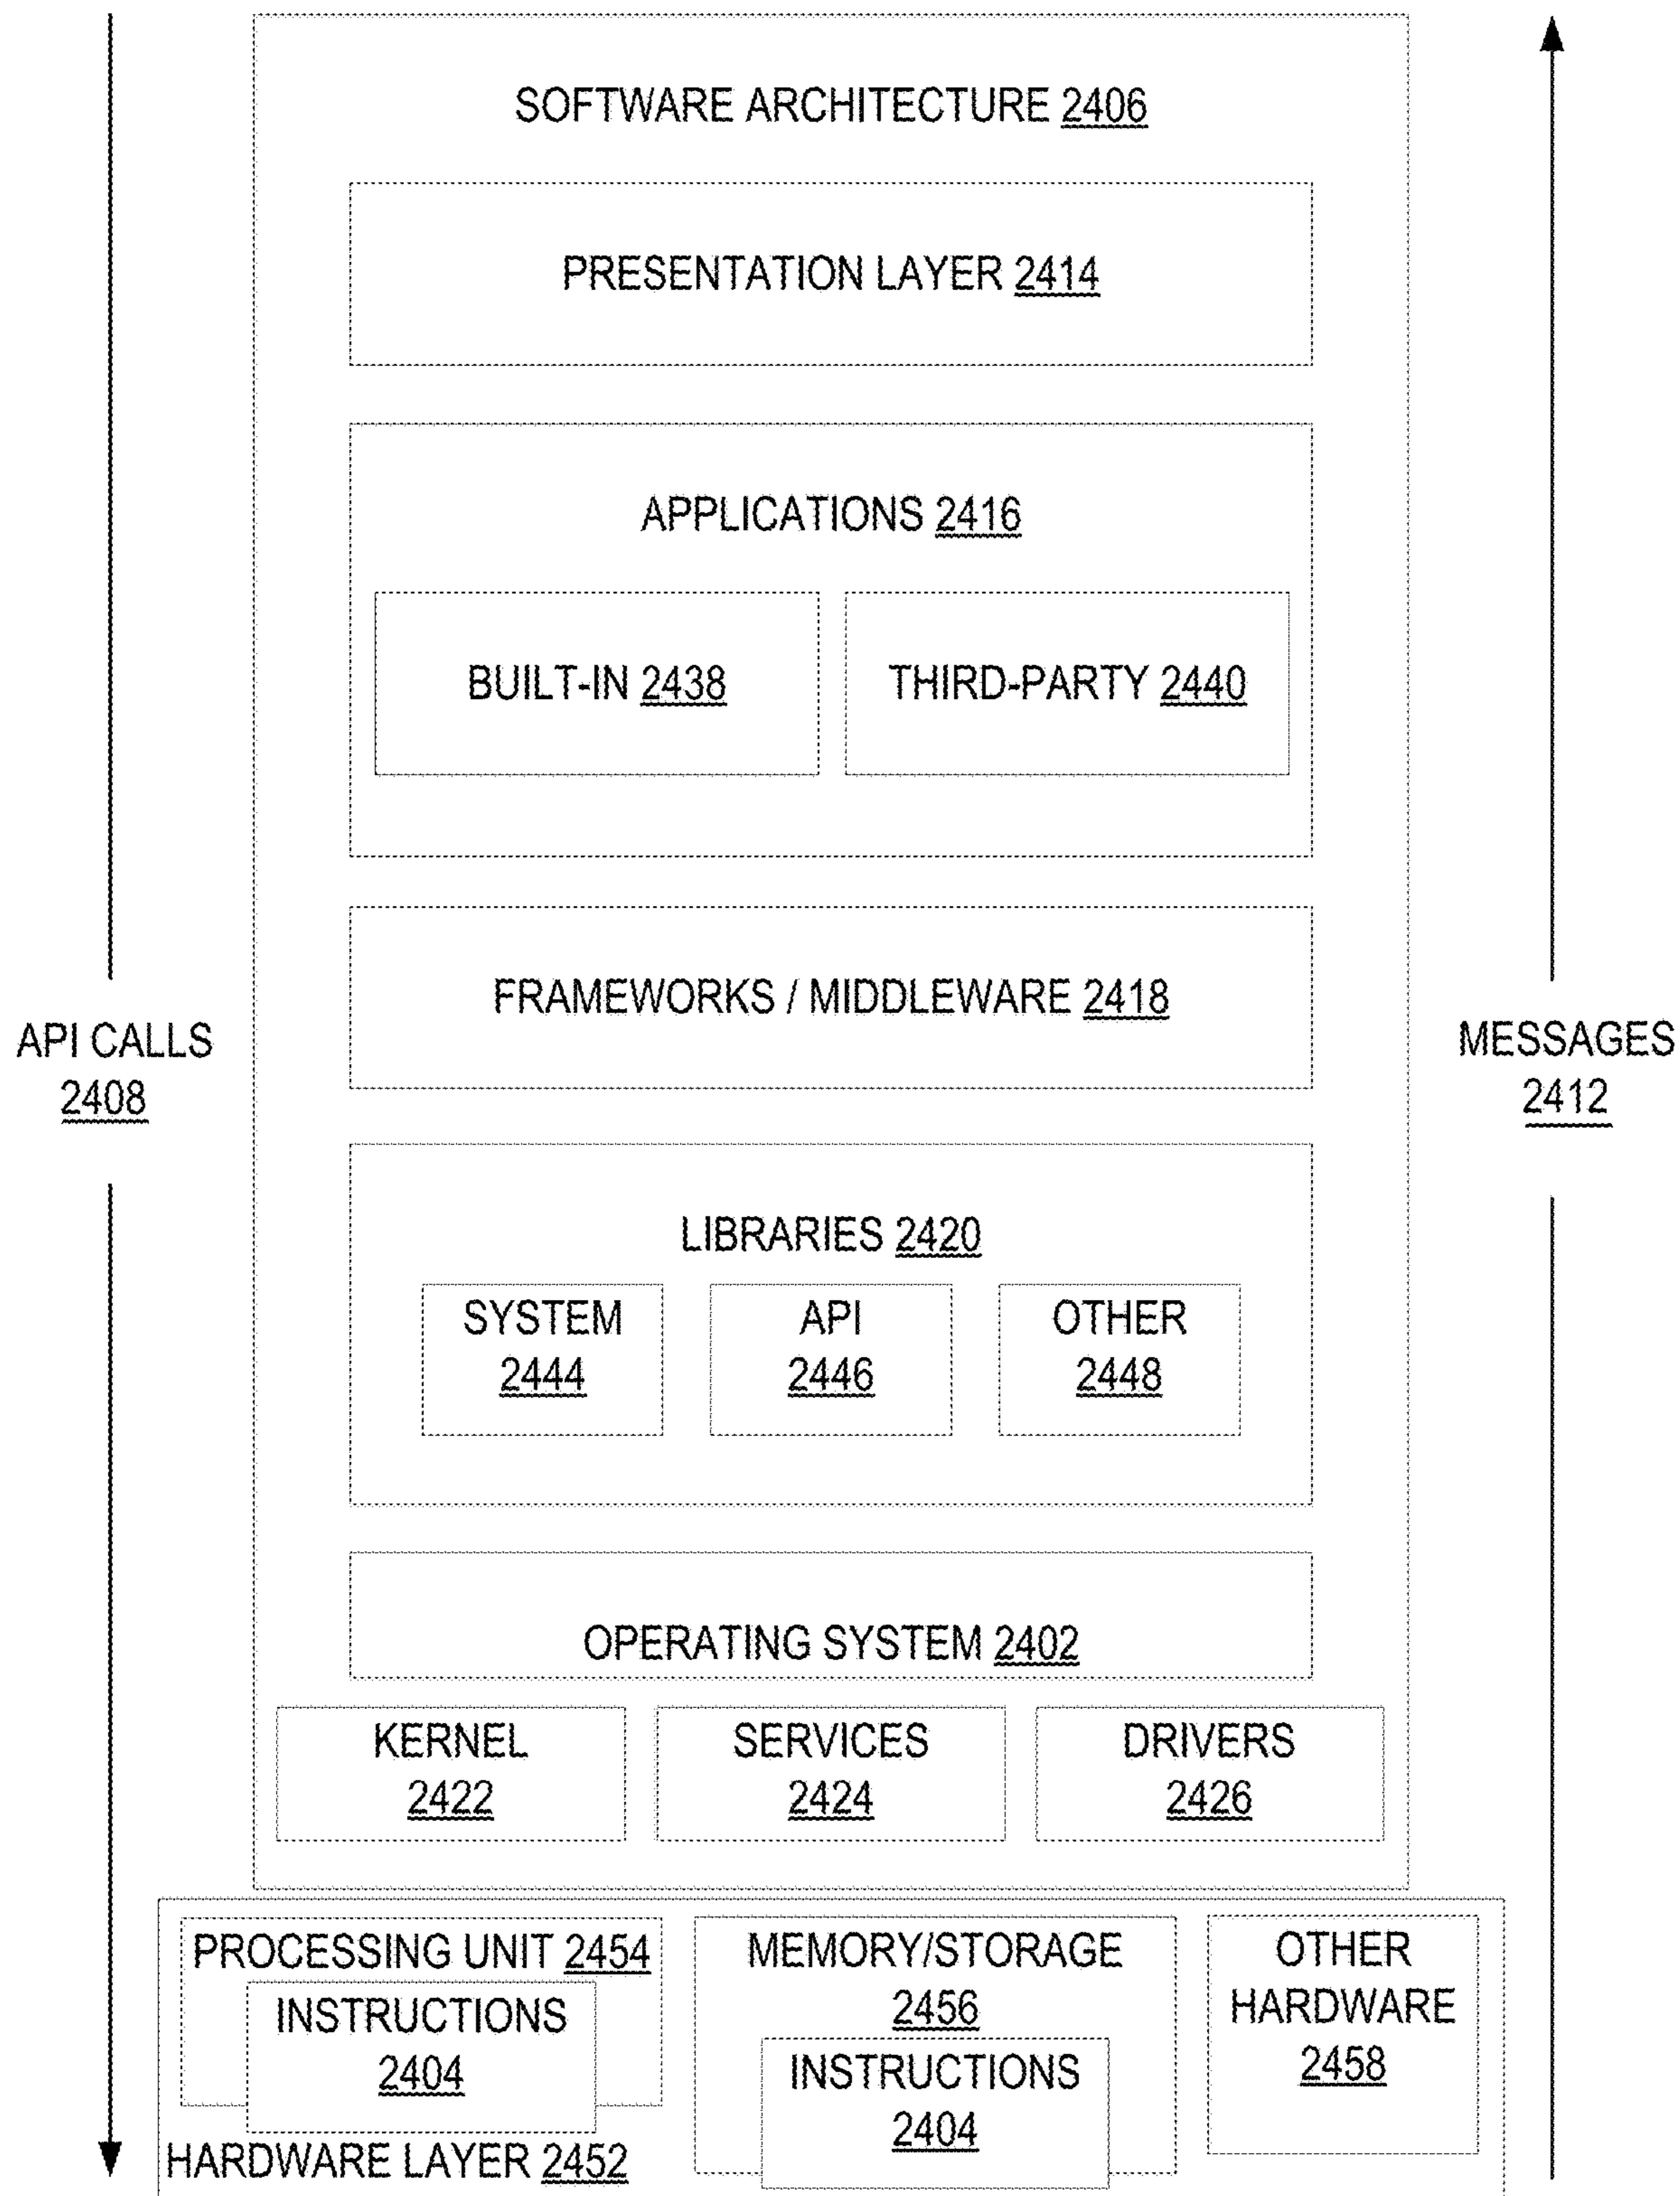 SOFTWARE ARCHITECTURE 2406
PRESENTATION LAYER 2414
APPLICATIONS 2416
BUILT-IN 2438
THIRD-PARTY 2440
FRAMEWORKS / MIDDLEWARE 2418
API CALLS
2408
MESSAGES
2412
LIBRARIES 2420
SYSTEM
2444
API
2446
OTHER
2448
OPERATING SYSTEM 2402
KERNEL
2422
SERVICES
2424
DRIVERS
2426
PROCESSING UNIT 2454
INSTRUCTIONS
2404
MEMORY/STORAGE
2456
INSTRUCTIONS
2404
OTHER
HARDWARE
2458
HARDWARE LAYER 2452